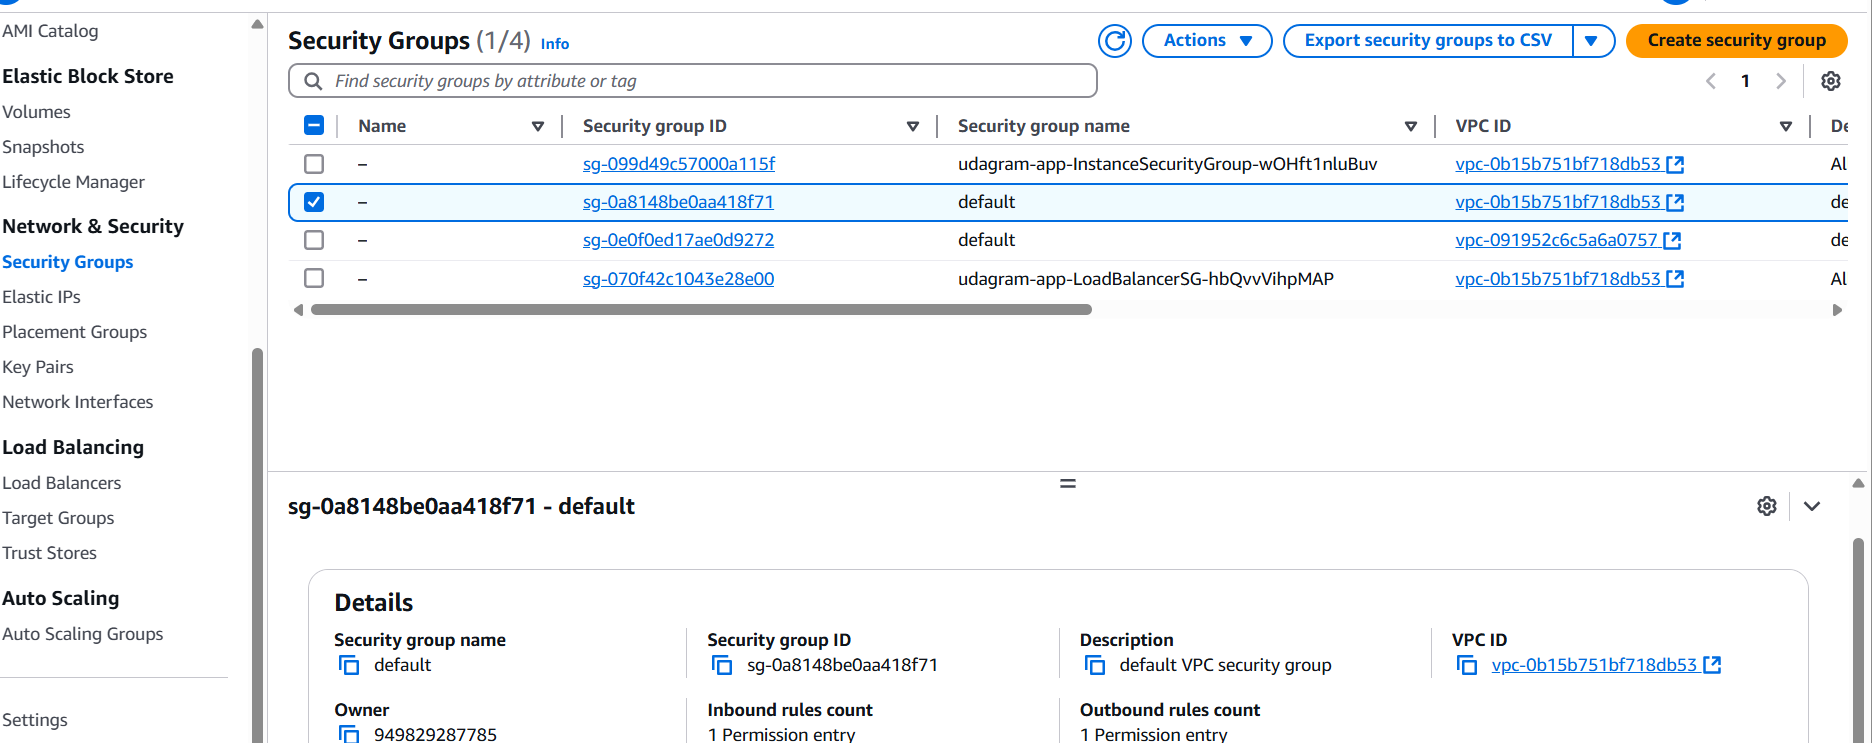 AMI Catalog
Elastic Block Store
Volumes
Snapshots
Lifecycle Manager
Network & Security
Security Groups
Elastic IPs
Placement Groups
Key Pairs
Network Interfaces
Load Balancing
Load Balancers
Target Groups
Trust Stores
Auto Scaling
Auto Scaling Groups
Settings
Security Groups (1/4) Info
Actions
Export security groups to CSV
Create security group
Find security groups by attribute or tag
1
Name Security group ID Security group name VPC ID De
– sg-099d49c57000a115f udagram-app-InstanceSecurityGroup-wOHft1nluBuv vpc-0b15b751bf718db53 Al
– sg-0a8148be0aa418f71 default vpc-0b15b751bf718db53 de
– sg-0e0f0ed17ae0d9272 default vpc-091952c6c5a6a0757 de
– sg-070f42c1043e28e00 udagram-app-LoadBalancerSG-hbQvvVihpMAP vpc-0b15b751bf718db53 Al
sg-0a8148be0aa418f71 - default
Details
Security group name
default
Security group ID
sg-0a8148be0aa418f71
Description
default VPC security group
VPC ID
vpc-0b15b751bf718db53
Owner
949829287785
Inbound rules count
1 Permission entry
Outbound rules count
1 Permission entry